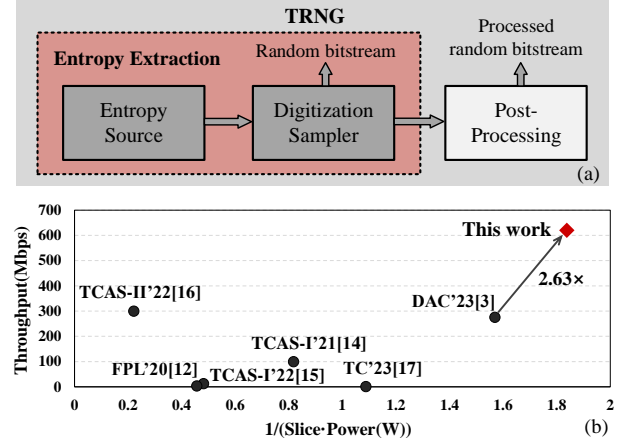 TRNG
Entropy Extraction
Random bitstream
Processed
random bitstream
Entropy
Source
Digitization
Sampler
Post-
Processing
(a)
Throughput(Mbps)
700
600
500
400
300
200
100
0
This work
2.63×
TCAS-II’22[16]
DAC’23[3]
TCAS-I’21[14]
FPL’20[12]
TCAS-I’22[15]
TC’23[17]
0
0.2
0.4
0.6
0.8
1
1.2
1.4
1.6
1.8
2
1/(Slice·Power(W))
(b)